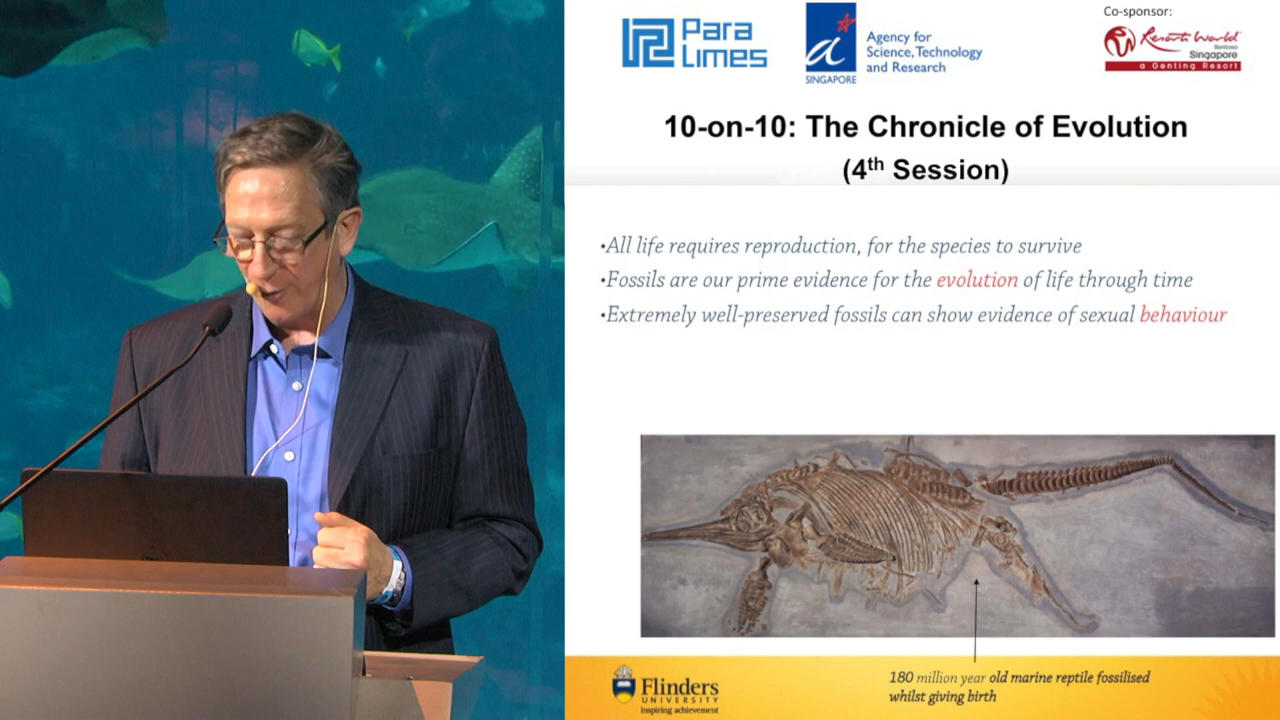 Para
Limes
SINGAPORE
Agency for
Science, Technology
and Research
Co-sponsor:
Resorts World
Sentosa
Singapore
a Genting Resort
10-on-10: The Chronicle of Evolution
(4th Session)
•All life requires reproduction, for the species to survive
•Fossils are our prime evidence for the evolution of life through time
•Extremely well-preserved fossils can show evidence of sexual behaviour
180 million year old marine reptile fossilised
whilst giving birth
Flinders
UNIVERSITY
inspiring achievement